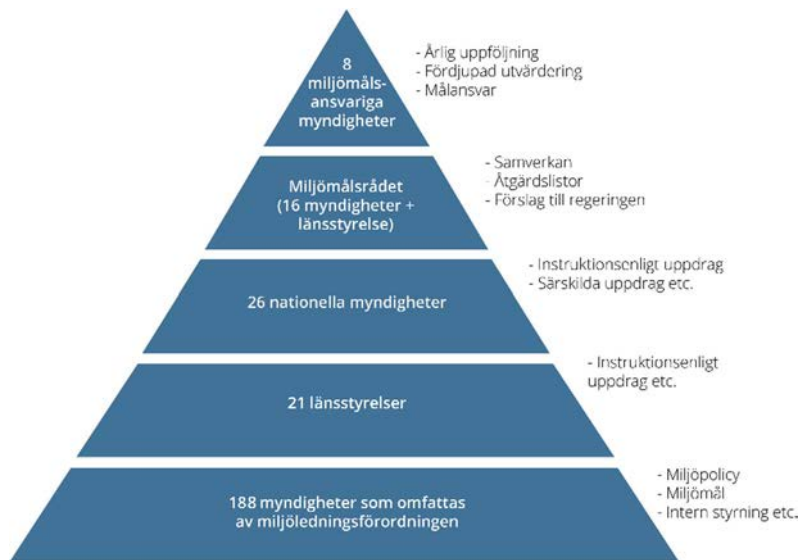 8
miljömåls-
ansvariga
myndigheter
- Årlig uppföljning
- Fördjupad utvärdering
- Målansvar
Miljömålsrådet
(16 myndigheter +
länsstyrelse)
- Samverkan
- Åtgärdslistor
- Förslag till regeringen
26 nationella myndigheter
- Instruktionsenligt uppdrag
- Särskilda uppdrag etc.
21 länsstyrelser
- Instruktionsenligt
uppdrag etc.
188 myndigheter som omfattas
av miljöledningsförordningen
- Miljöpolicy
- Miljömål
- Intern styrning etc.